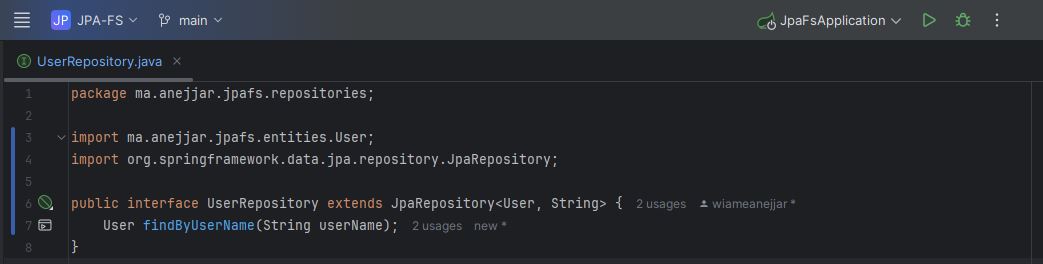 JP JPA-FS main JpaFsApplication
UserRepository.java
1 package ma.anejjar.jpafs.repositories;
2
3 import ma.anejjar.jpafs.entities.User;
4 import org.springframework.data.jpa.repository.JpaRepository;
5
6 public interface UserRepository extends JpaRepository<User, String> { 2 usages wiameanejjar *
7 User findByUserName(String userName); 2 usages new *
8 }